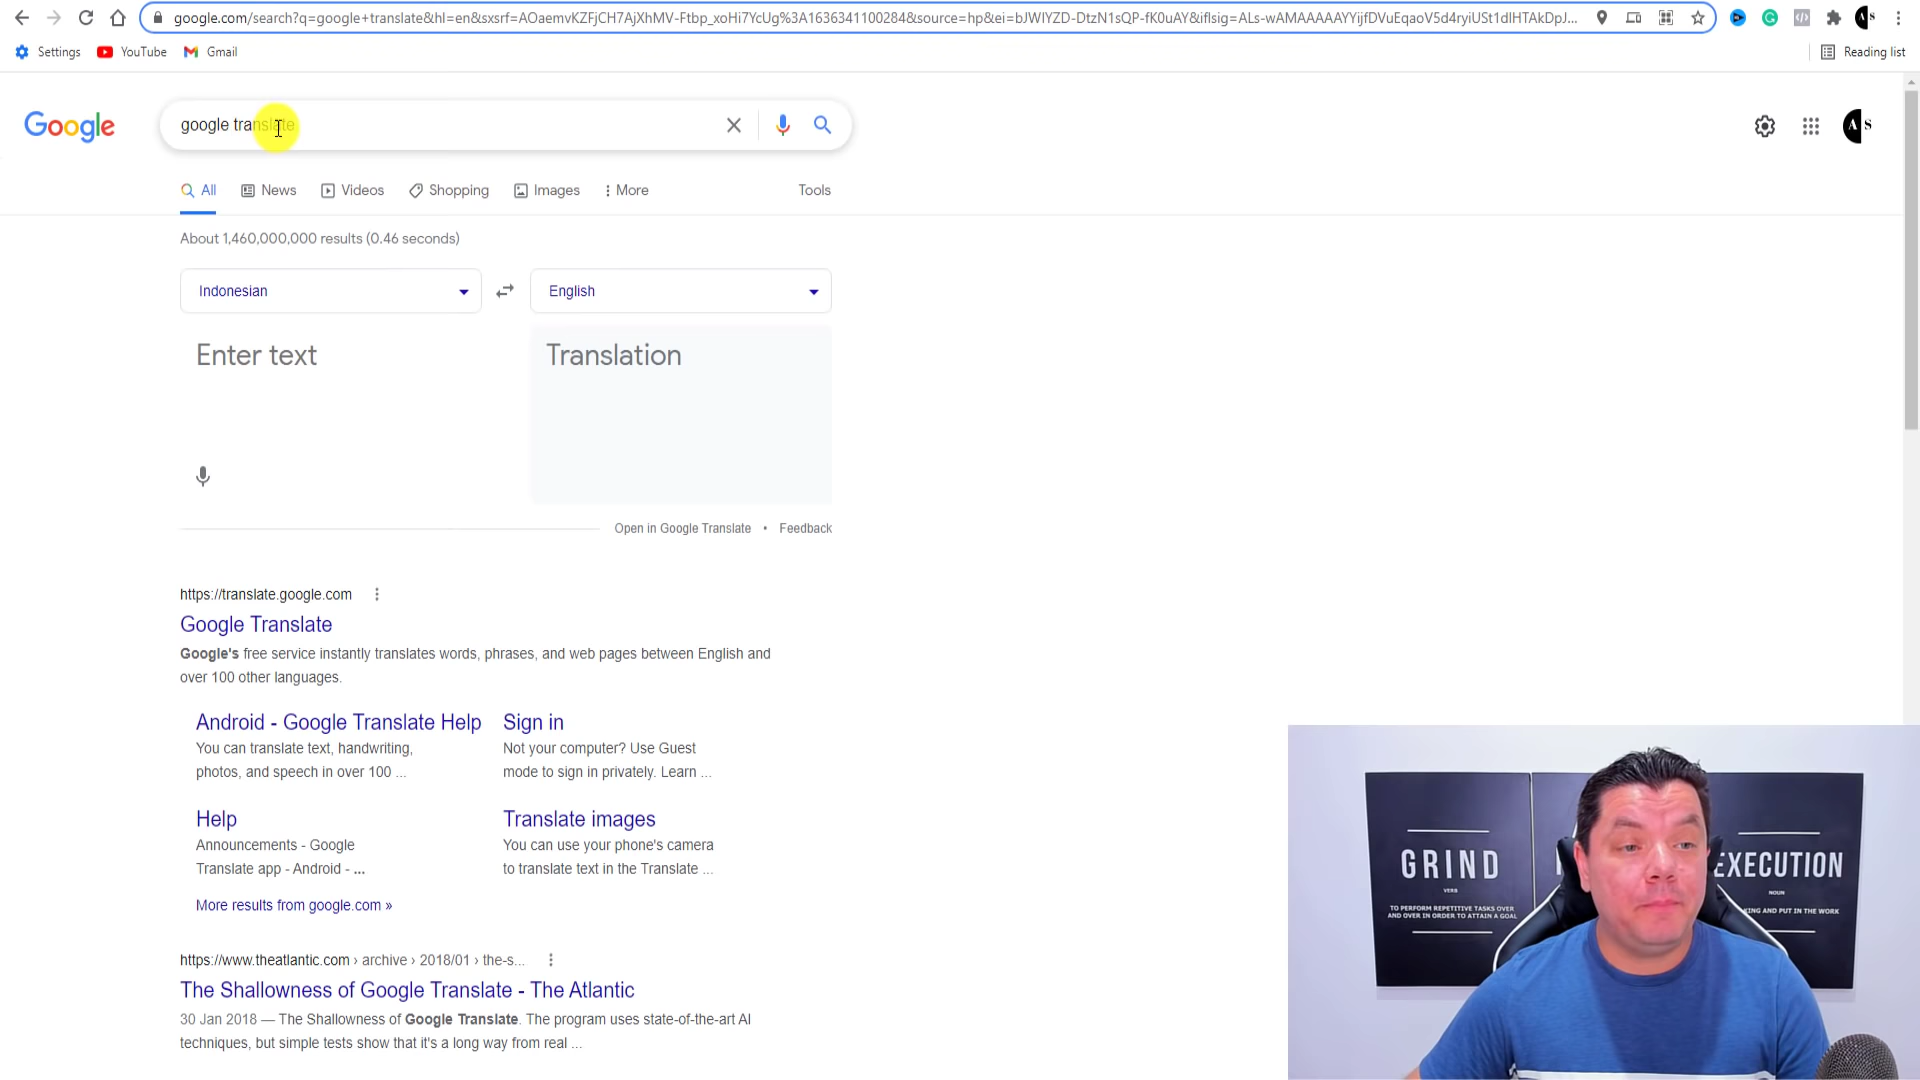 google.com/search?q=google+translate&hl=en&sxsrf=AOaemvKZFjCH7AjXhMV-Ftbp_xoHi7YcUg%3A1636341100284&source=hp&ei=bJWIYZD-DtzN1sQP-fK0uAY&iflsig=ALs-wAMAAAAAYYijfDVuEqaoV5d4ryiUSt1dIHTAkDpJ...
Settings YouTube Gmail Reading list
Google google translate A S
All News Videos Shopping Images More Tools
About 1,460,000,000 results (0.46 seconds)
Indonesian English
Enter text Translation
Open in Google Translate • Feedback
https://translate.google.com
Google Translate
Google's free service instantly translates words, phrases, and web pages between English and
over 100 other languages.
Android - Google Translate Help
You can translate text, handwriting,
photos, and speech in over 100 ...
Sign in
Not your computer? Use Guest
mode to sign in privately. Learn ...
Help
Announcements - Google
Translate app - Android - ...
Translate images
You can use your phone's camera
to translate text in the Translate ...
More results from google.com »
https://www.theatlantic.com › archive › 2018/01 › the-s...
The Shallowness of Google Translate - The Atlantic
30 Jan 2018 — The Shallowness of Google Translate. The program uses state-of-the-art AI
techniques, but simple tests show that it's a long way from real ...
GRIND
VERB
TO PERFORM REPETITIVE TASKS OVER
AND OVER IN ORDER TO ATTAIN A GOAL
EXECUTION
NOUN
AND PUT IN THE WORK